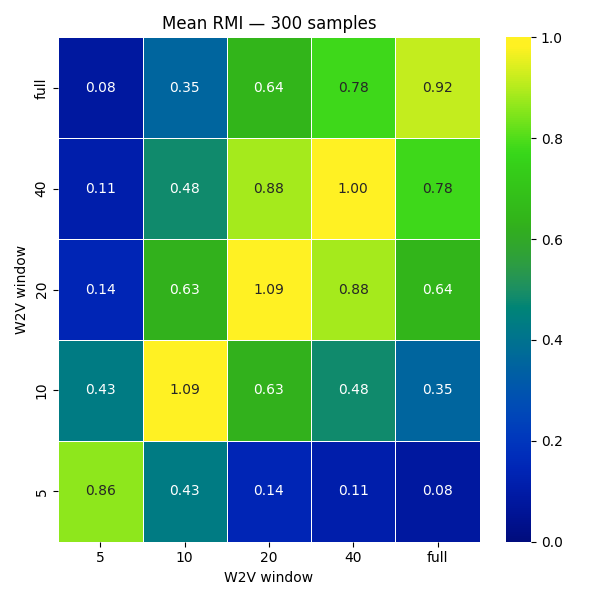 Mean RMI — 300 samples
full 0.08 0.35 0.64 0.78 0.92
40 0.11 0.48 0.88 1.00 0.78
20 0.14 0.63 1.09 0.88 0.64
10 0.43 1.09 0.63 0.48 0.35
5 0.86 0.43 0.14 0.11 0.08
5 10 20 40 full
W2V window
W2V window
1.0
0.8
0.6
0.4
0.2
0.0